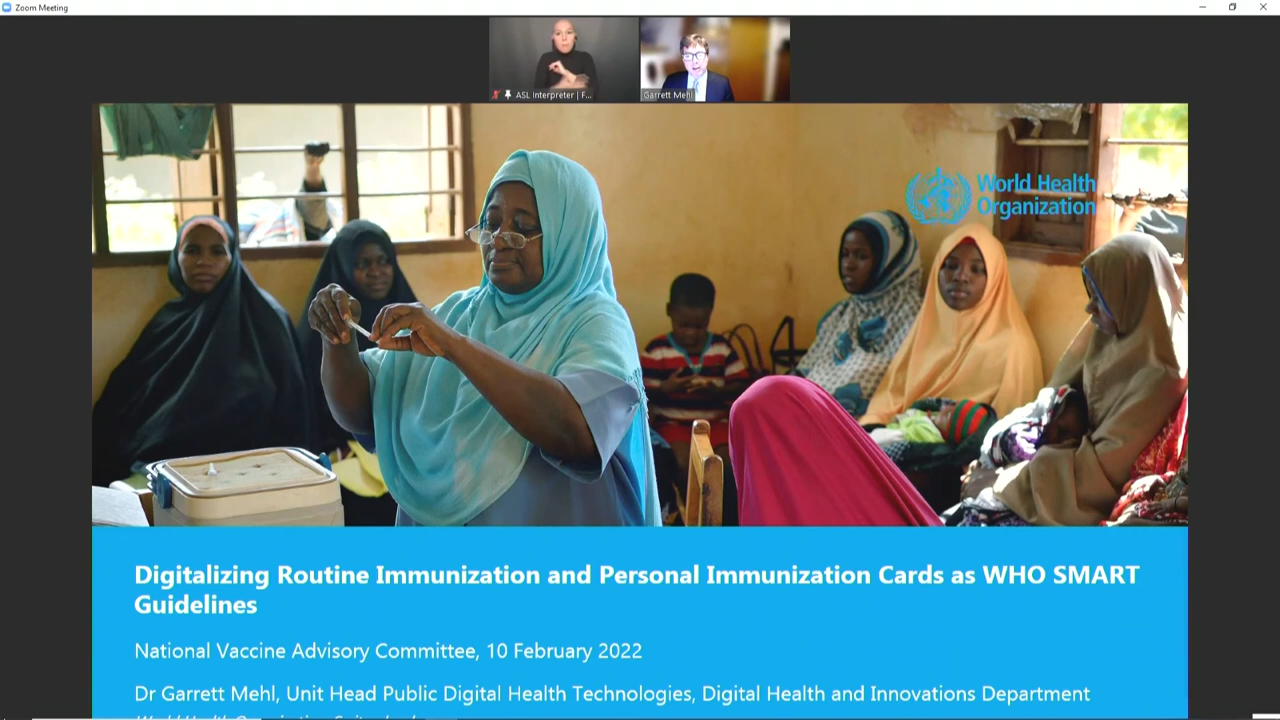 Zoom Meeting
ASL Interpreter | F...
Garrett Mehl
World Health
Organization
Digitalizing Routine Immunization and Personal Immunization Cards as WHO SMART
Guidelines
National Vaccine Advisory Committee, 10 February 2022
Dr Garrett Mehl, Unit Head Public Digital Health Technologies, Digital Health and Innovations Department